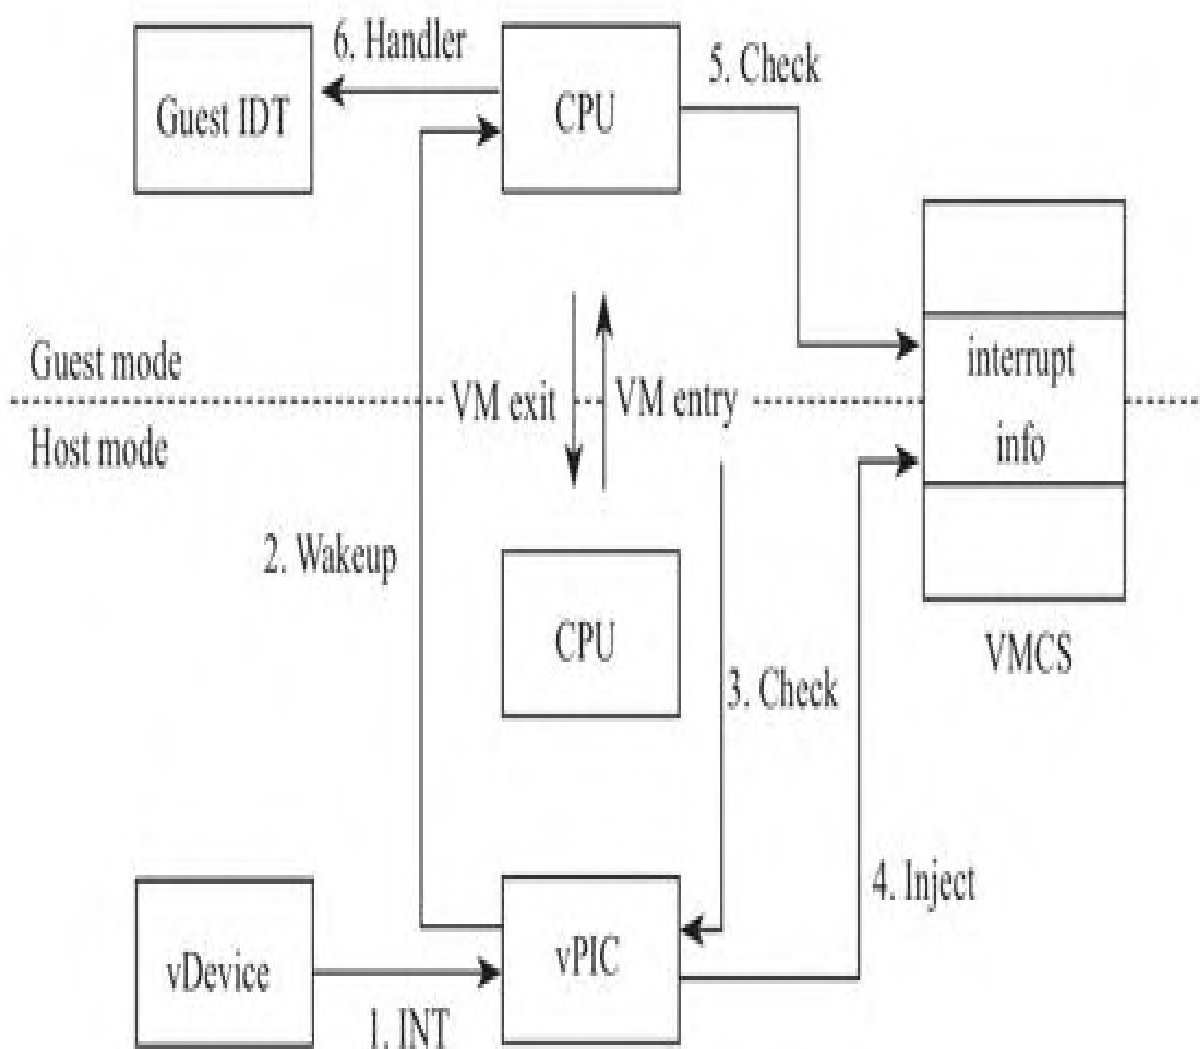 6. Handler
5. Check
Guest IDT
CPU
interrupt
Guest mode
VM exit
VM entry
info
Host mode
2. Wakeup
CPU
VMCS
3. Check
4. Inject
vDevice
vPIC
1. INT